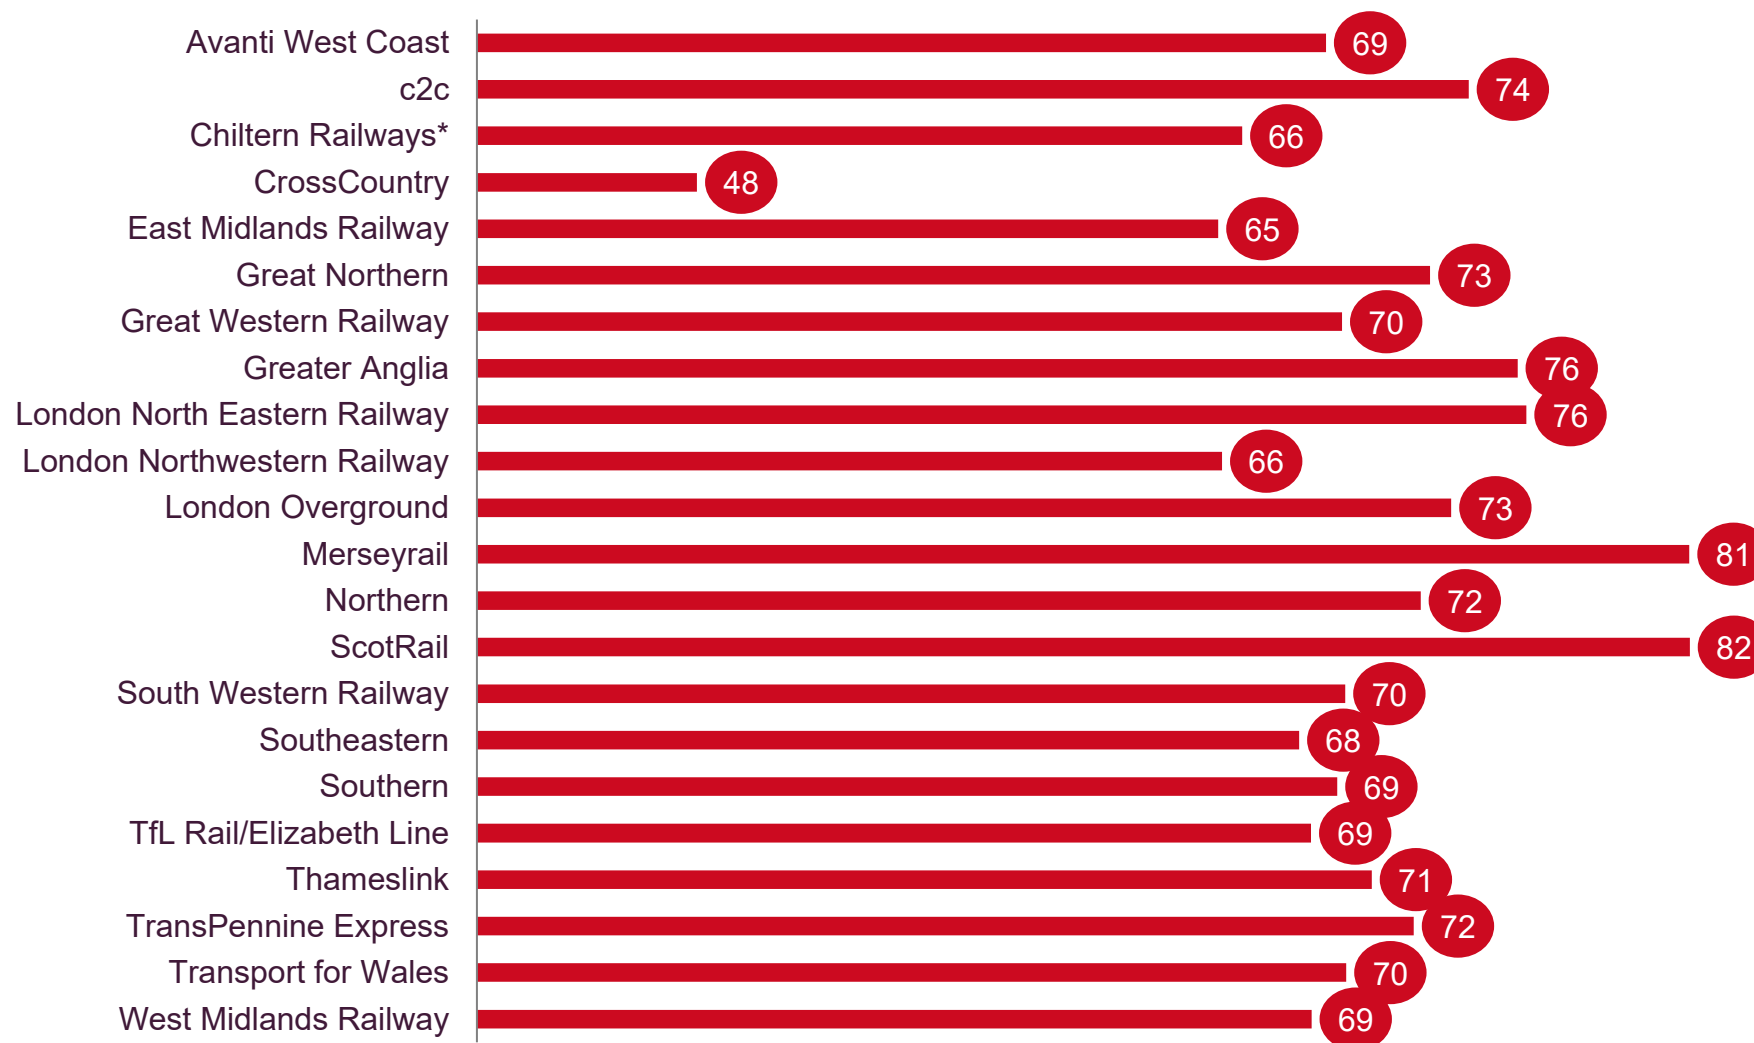 Avanti West Coast 69
c2c 74
Chiltern Railways* 66
CrossCountry 48
East Midlands Railway 65
Great Northern 73
Great Western Railway 70
Greater Anglia 76
London North Eastern Railway 76
London Northwestern Railway 66
London Overground 73
Merseyrail 81
Northern 72
ScotRail 82
South Western Railway 70
Southeastern 68
Southern 69
TfL Rail/Elizabeth Line 69
Thameslink 71
TransPennine Express 72
Transport for Wales 70
West Midlands Railway 69